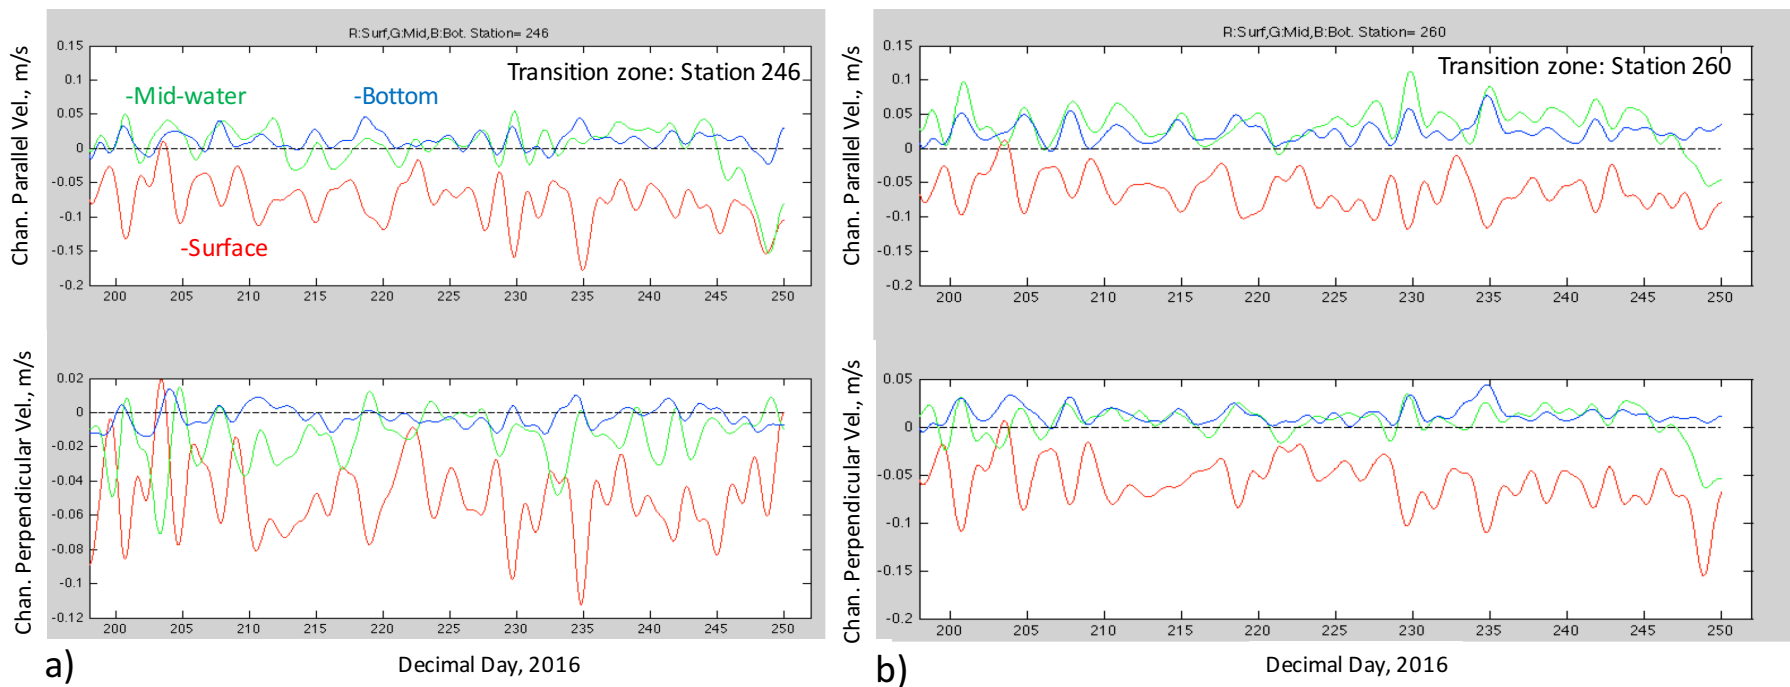 R:Surf,G:Mid,B:Bot. Station= 246
Transition zone: Station 246
-Mid-water
-Bottom
-Surface
Chan. Parallel Vel., m/s
0.15
0.1
0.05
0
-0.05
-0.1
-0.15
-0.2
200 205 210 215 220 225 230 235 240 245 250
Chan. Perpendicular Vel., m/s
0.02
0
-0.02
-0.04
-0.06
-0.08
-0.1
-0.12
200 205 210 215 220 225 230 235 240 245 250
a)
Decimal Day, 2016
R:Surf,G:Mid,B:Bot. Station= 260
Transition zone: Station 260
Chan. Parallel Vel., m/s
0.15
0.1
0.05
0
-0.05
-0.1
-0.15
-0.2
200 205 210 215 220 225 230 235 240 245 250
Chan. Perpendicular Vel., m/s
0.05
0
-0.05
-0.1
-0.15
-0.2
200 205 210 215 220 225 230 235 240 245 250
b)
Decimal Day, 2016